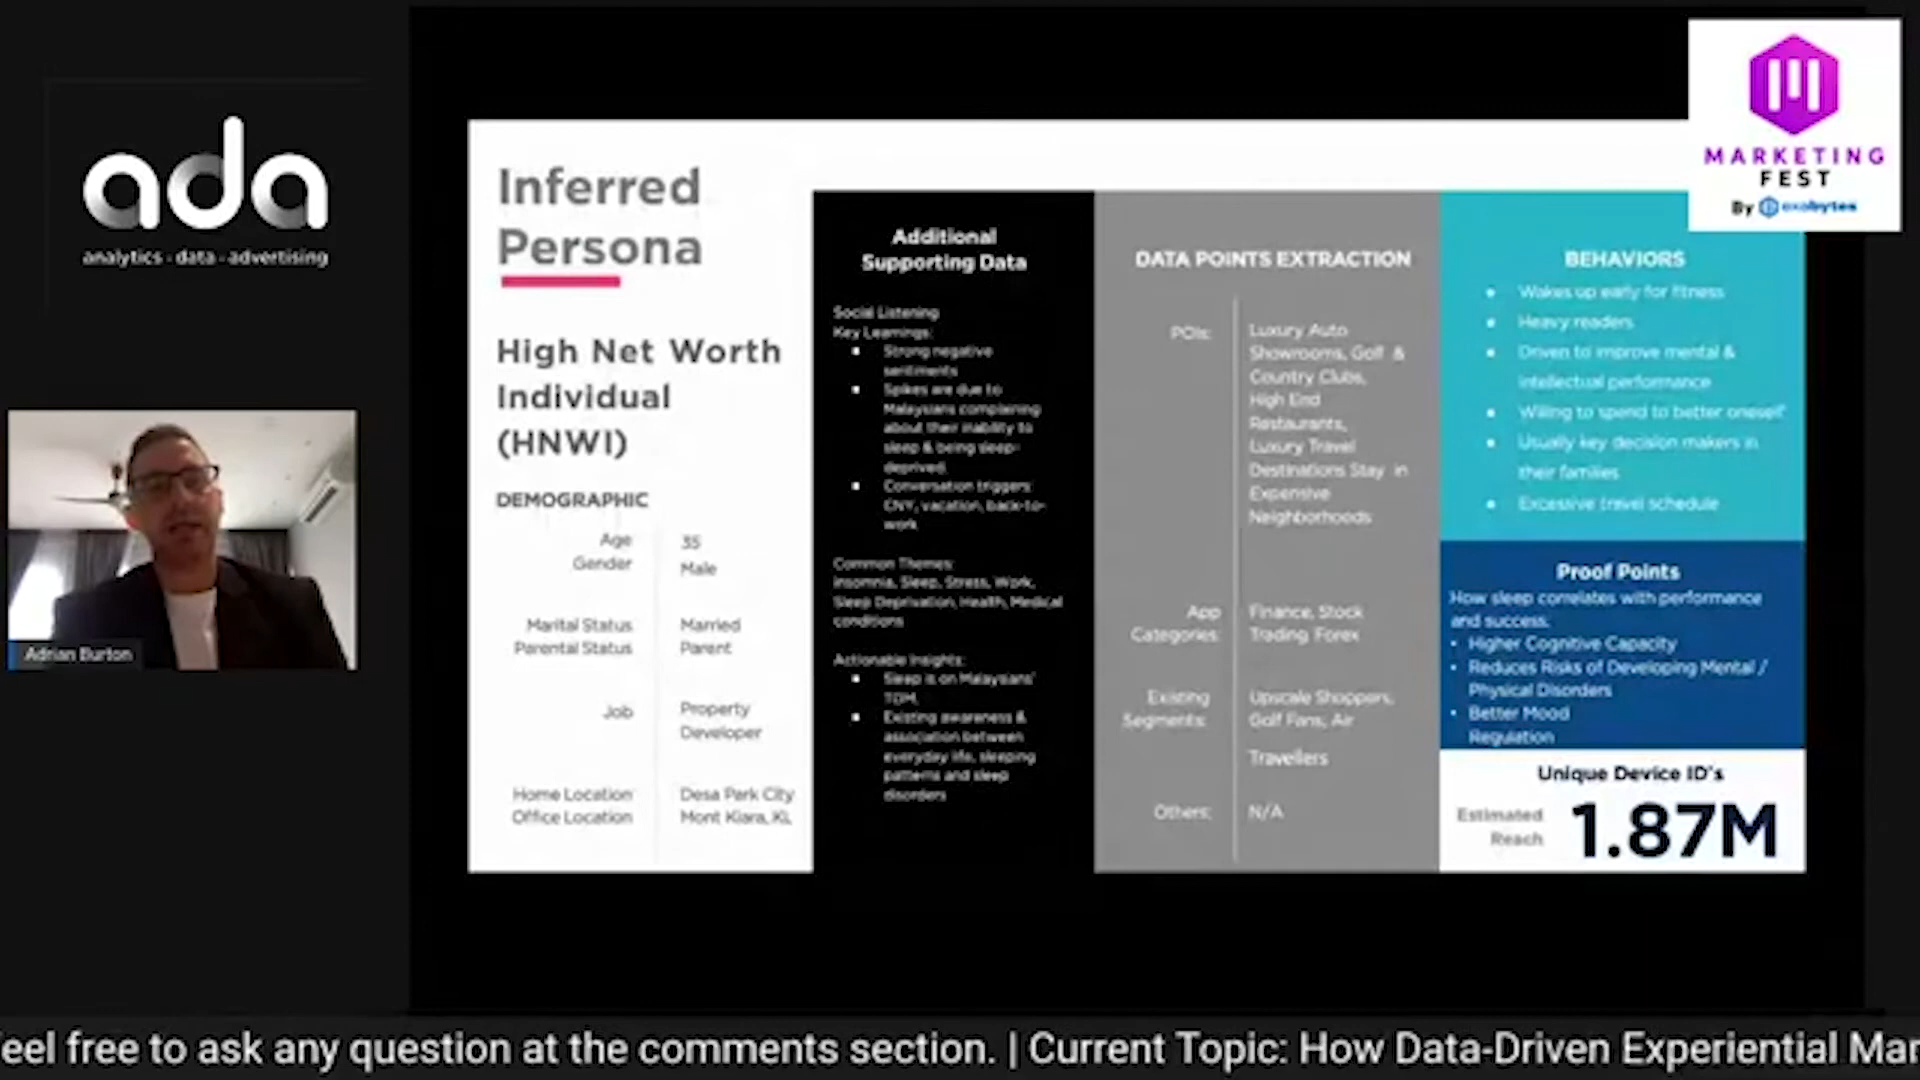 ada
analytics · data · advertising
Adrian Burton
MARKETING
FEST
By exabytes
Inferred
Persona
High Net Worth
Individual
(HNWI)
DEMOGRAPHIC
Age 35
Gender Male
Marital Status Married
Parental Status Parent
Job Property
Developer
Home Location Desa Park City
Office Location Mont Kiara, KL
Additional
Supporting Data
Social Listening
Key Learnings:
Strong negative
sentiments
Spikes are due to
Malaysians complaining
about their inability to
sleep & being sleep-
deprived.
Conversation triggers:
CNY, vacation, back-to-
work
Common Themes:
Insomnia, Sleep, Stress, Work,
Sleep Deprivation, Health, Medical
conditions
Actionable Insights:
Sleep is on Malaysians'
TOM.
Existing awareness &
association between
everyday life, sleeping
patterns and sleep
disorders
DATA POINTS EXTRACTION
POIs: Luxury Auto
Showrooms, Golf &
Country Clubs,
High End
Restaurants,
Luxury Travel
Destinations Stay in
Expensive
Neighborhoods
App Finance, Stock
Categories: Trading, Forex
Existing Upscale Shoppers,
Segments: Golf Fans, Air
Travellers
Others: N/A
BEHAVIORS
• Wakes up early for fitness
• Heavy readers
• Driven to improve mental &
intellectual performance
• Willing to spend to better oneself
• Usually key decision makers in
their families
• Excessive travel schedule
Proof Points
How sleep correlates with performance
and success:
• Higher Cognitive Capacity
• Reduces Risks of Developing Mental /
Physical Disorders
• Better Mood
Regulation
Unique Device ID's
Estimated
Reach
1.87M
eel free to ask any question at the comments section. | Current Topic: How Data-Driven Experiential Mar